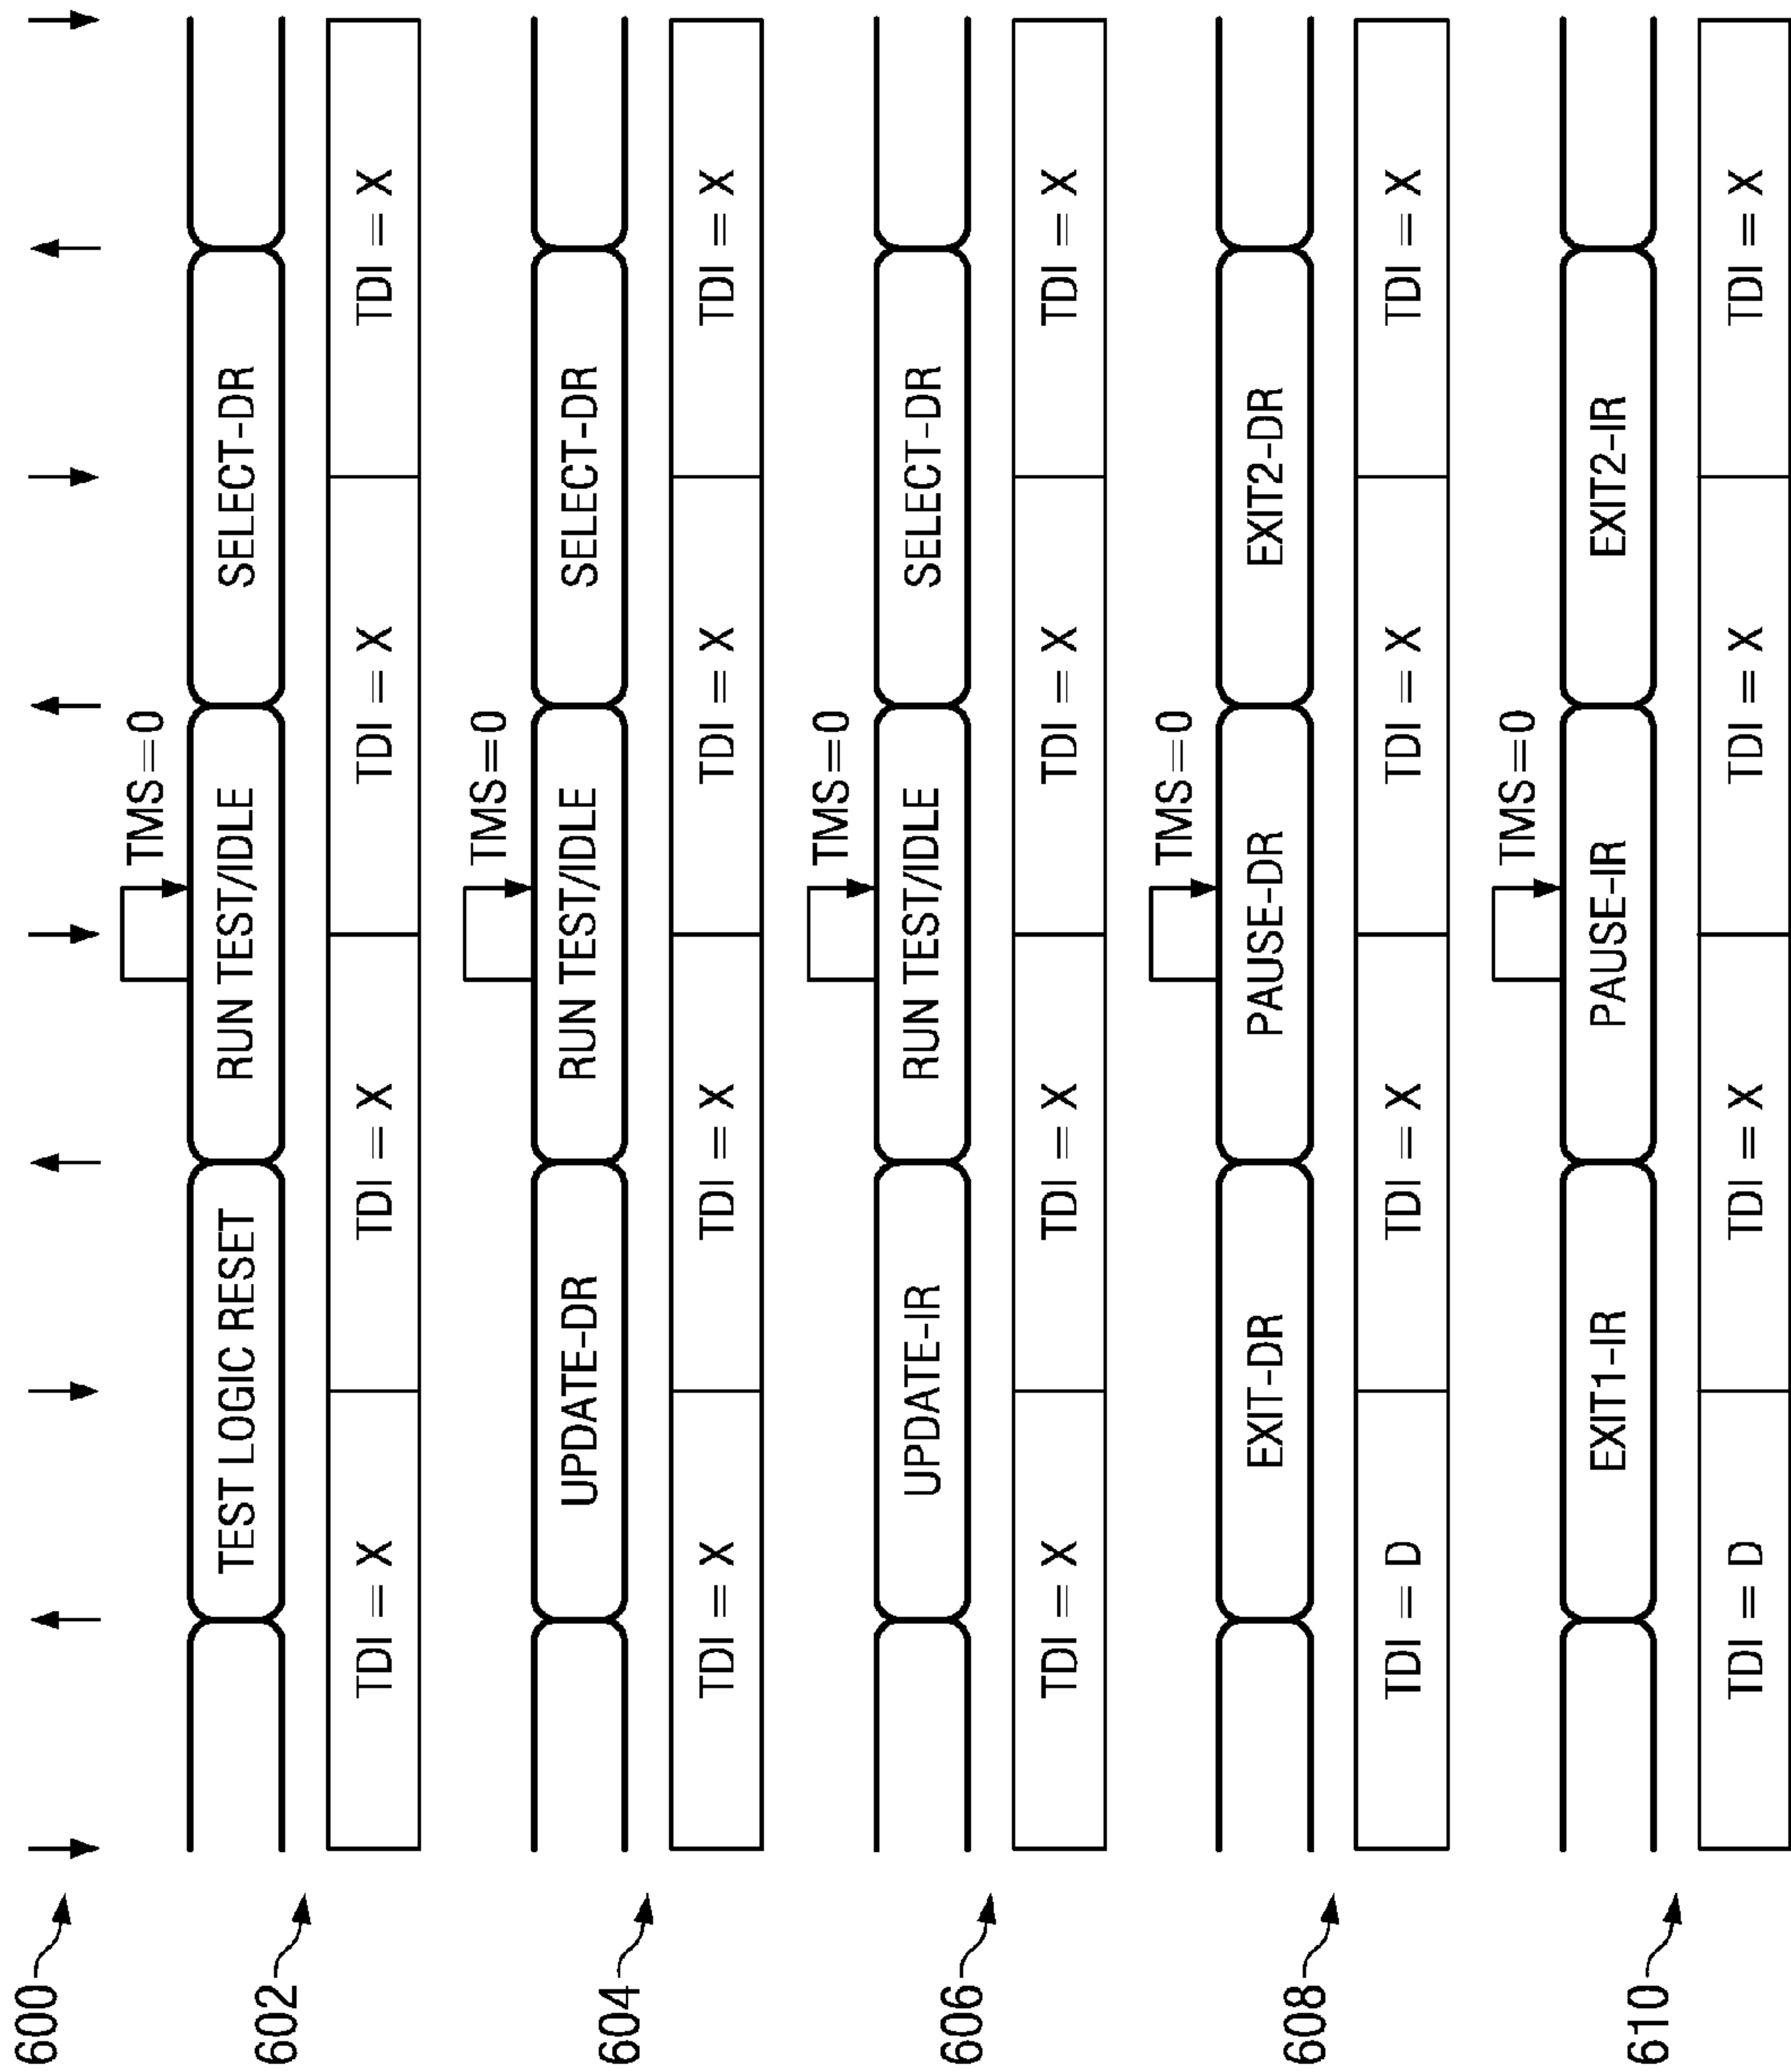 600
602
TMS=0
TEST LOGIC RESET RUN TEST/IDLE SELECT-DR
TDI = X TDI = X TDI = X TDI = X
604
TMS=0
UPDATE-DR RUN TEST/IDLE SELECT-DR
TDI = X TDI = X TDI = X TDI = X
606
TMS=0
UPDATE-IR RUN TEST/IDLE SELECT-DR
TDI = X TDI = X TDI = X TDI = X
608
TMS=0
EXIT-DR PAUSE-DR EXIT2-DR
TDI = D TDI = X TDI = X TDI = X
610
TMS=0
EXIT1-IR PAUSE-IR EXIT2-IR
TDI = D TDI = X TDI = X TDI = X